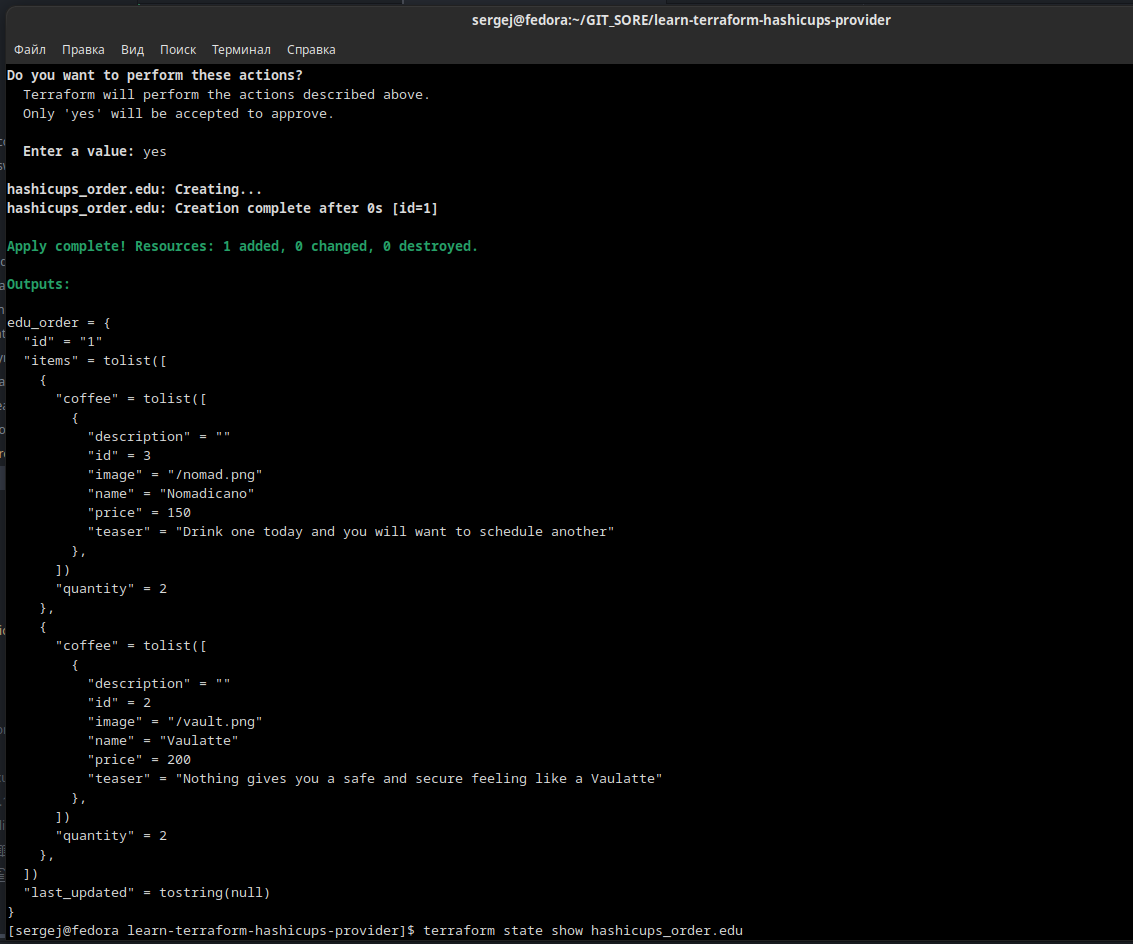 sergej@fedora:~/GIT_SORE/learn-terraform-hashicups-provider
Файл Правка Вид Поиск Терминал Справка
Do you want to perform these actions?
  Terraform will perform the actions described above.
  Only 'yes' will be accepted to approve.

  Enter a value: yes

hashicups_order.edu: Creating...
hashicups_order.edu: Creation complete after 0s [id=1]

Apply complete! Resources: 1 added, 0 changed, 0 destroyed.

Outputs:

edu_order = {
  "id" = "1"
  "items" = tolist([
    {
      "coffee" = tolist([
        {
          "description" = ""
          "id" = 3
          "image" = "/nomad.png"
          "name" = "Nomadicano"
          "price" = 150
          "teaser" = "Drink one today and you will want to schedule another"
        },
      ])
      "quantity" = 2
    },
    {
      "coffee" = tolist([
        {
          "description" = ""
          "id" = 2
          "image" = "/vault.png"
          "name" = "Vaulatte"
          "price" = 200
          "teaser" = "Nothing gives you a safe and secure feeling like a Vaulatte"
        },
      ])
      "quantity" = 2
    },
  ])
  "last_updated" = tostring(null)
}
[sergej@fedora learn-terraform-hashicups-provider]$ terraform state show hashicups_order.edu